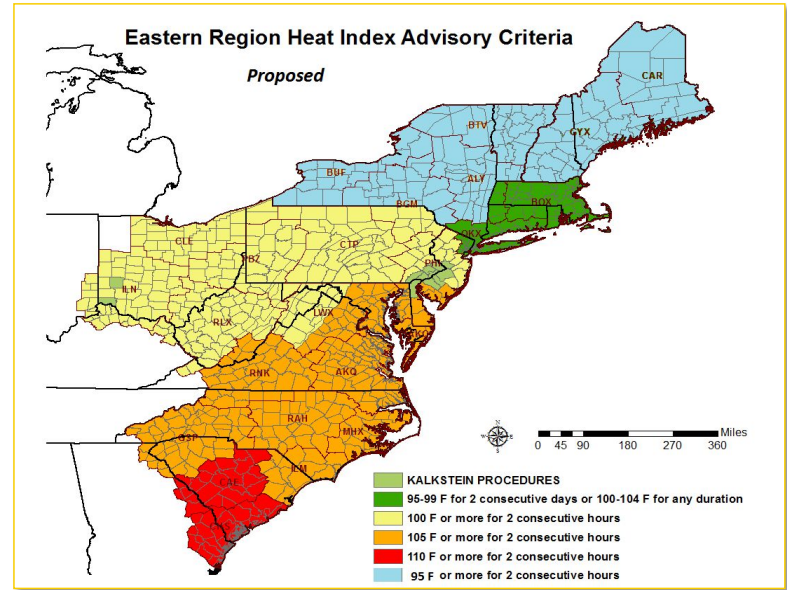 Eastern Region Heat Index Advisory Criteria
Proposed
CAR
BTV
GYX
BUF
ALY
BGM
BOX
OKX
CLE
CTP
PBZ
PHI
ILN
LWX
RLX
RNK
AKQ
RAH
GSP
MHX
ILM
CAE
N
W E
S
Miles
0 45 90 180 270 360
KALKSTEIN PROCEDURES
95-99 F for 2 consecutive days or 100-104 F for any duration
100 F or more for 2 consecutive hours
105 F or more for 2 consecutive hours
110 F or more for 2 consecutive hours
95 F or more for 2 consecutive hours